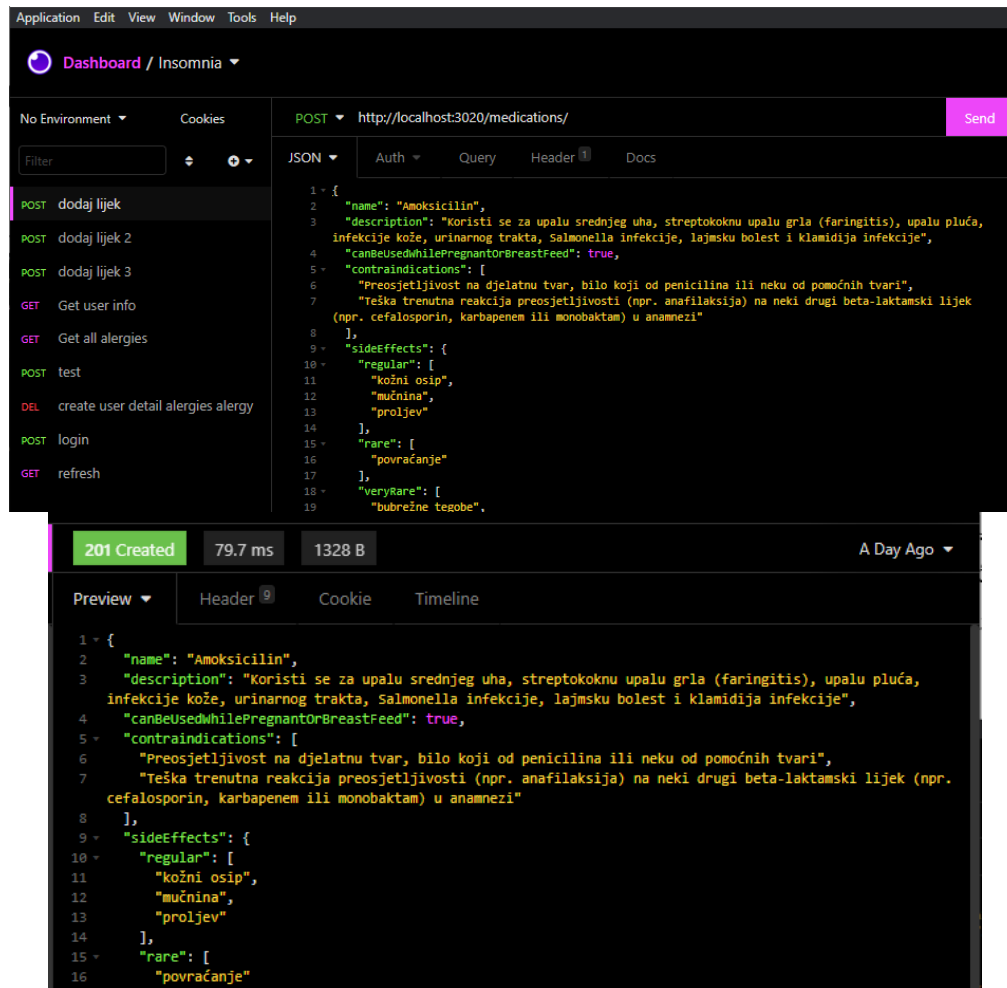 Application Edit View Window Tools Help
Dashboard / Insomnia
No Environment Cookies
POST http://localhost:3020/medications/ Send
Filter
JSON Auth Query Header 1 Docs
POST dodaj lijek
POST dodaj lijek 2
POST dodaj lijek 3
GET Get user info
GET Get all alergies
POST test
DEL create user detail alergies alergy
POST login
GET refresh
1 {
2 "name": "Amoksicilin",
3 "description": "Koristi se za upalu srednjeg uha, streptokoknu upalu grla (faringitis), upalu pluća,
infekcije kože, urinarnog trakta, Salmonella infekcije, lajmsku bolest i klamidija infekcije",
4 "canBeUsedWhilePregnantOrBreastFeed": true,
5 "contraindications": [
6 "Preosjetljivost na djelatnu tvar, bilo koji od penicilina ili neku od pomoćnih tvari",
7 "Teška trenutna reakcija preosjetljivosti (npr. anafilaksija) na neki drugi beta-laktamski lijek
(npr. cefalosporin, karbapenem ili monobaktam) u anamnezi"
8 ],
9 "sideEffects": {
10 "regular": [
11 "kožni osip",
12 "mučnina",
13 "proljev"
14 ],
15 "rare": [
16 "povraćanje"
17 ],
18 "veryRare": [
19 "bubrežne tegobe",
201 Created 79.7 ms 1328 B A Day Ago
Preview Header 9 Cookie Timeline
1 {
2 "name": "Amoksicilin",
3 "description": "Koristi se za upalu srednjeg uha, streptokoknu upalu grla (faringitis), upalu pluća,
infekcije kože, urinarnog trakta, Salmonella infekcije, lajmsku bolest i klamidija infekcije",
4 "canBeUsedWhilePregnantOrBreastFeed": true,
5 "contraindications": [
6 "Preosjetljivost na djelatnu tvar, bilo koji od penicilina ili neku od pomoćnih tvari",
7 "Teška trenutna reakcija preosjetljivosti (npr. anafilaksija) na neki drugi beta-laktamski lijek (npr.
cefalosporin, karbapenem ili monobaktam) u anamnezi"
8 ],
9 "sideEffects": {
10 "regular": [
11 "kožni osip",
12 "mučnina",
13 "proljev"
14 ],
15 "rare": [
16 "povraćanje"